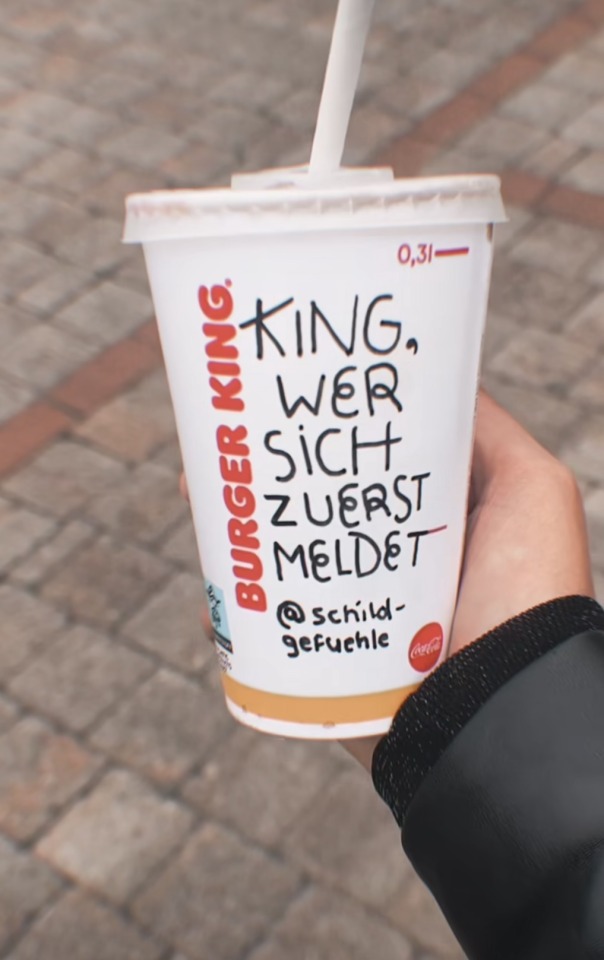 0,3l
BURGER KING.
KING,
WER
SICH
ZUERST
MELDET
@schild-
gefuehle
Coca-Cola